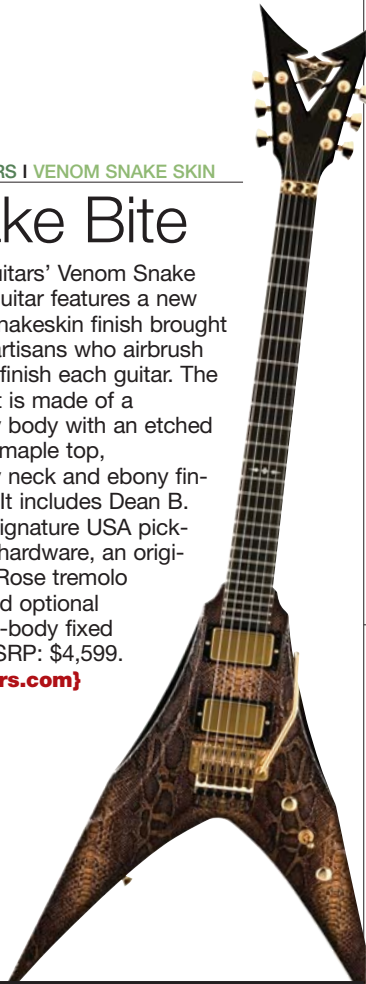 RS | VENOM SNAKE SKIN
ke Bite
uitars' Venom Snake
uitar features a new
nakeskin finish brought
artisans who airbrush
finish each guitar. The
t is made of a
y body with an etched
maple top,
y neck and ebony fin-
It includes Dean B.
ignature USA pick-
hardware, an origi-
Rose tremolo
d optional
-body fixed
SRP: $4,599.
rs.com}